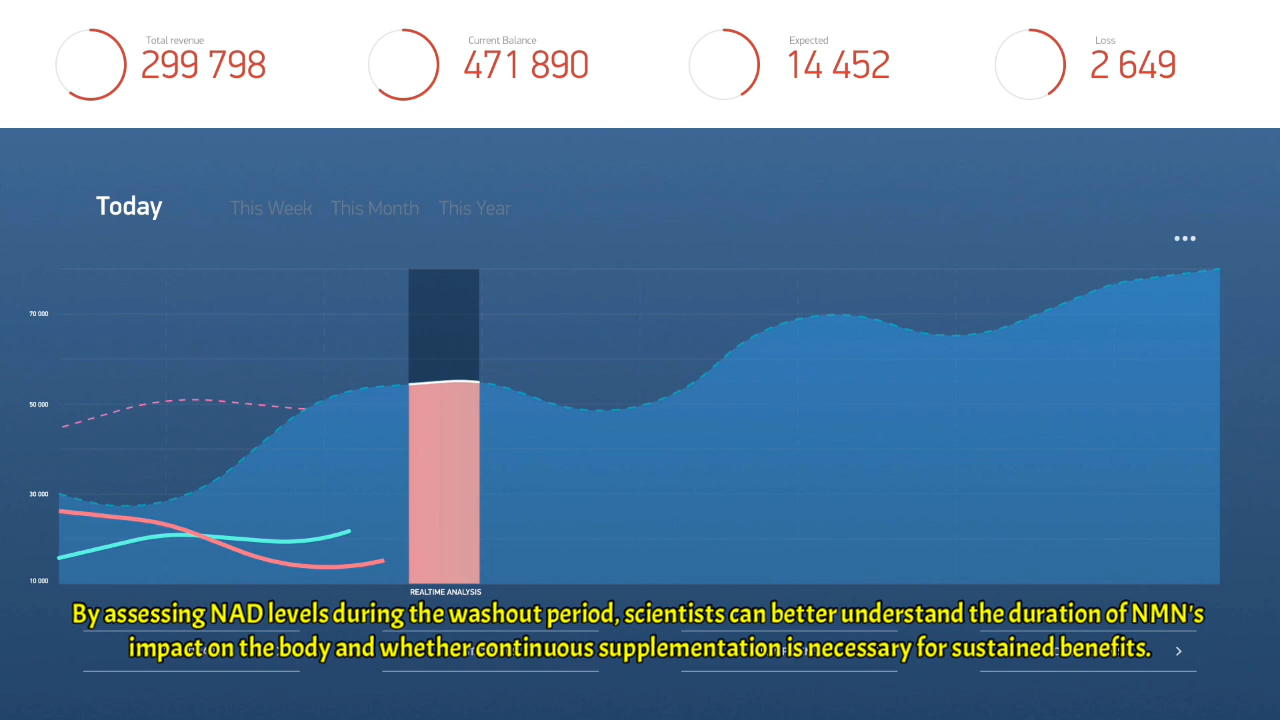 Total revenue
299 798
Current Balance
471 890
Expected
14 452
Loss
2 649
Today
This Week
This Month
This Year
70 000
50 000
30 000
10 000
REALTIME ANALYSIS
By assessing NAD levels during the washout period, scientists can better understand the duration of NMN's
impact on the body and whether continuous supplementation is necessary for sustained benefits.